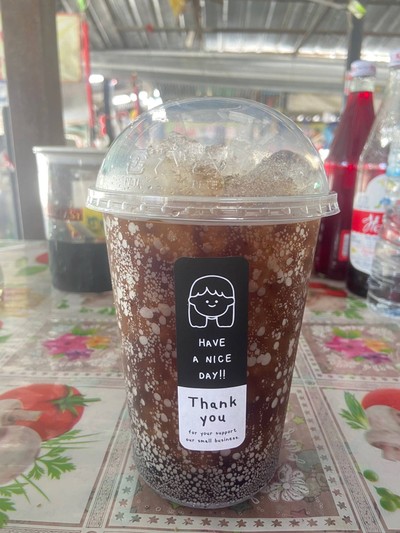 HAVE
A NICE
DAY!!
Thank
you
for your support
our small business